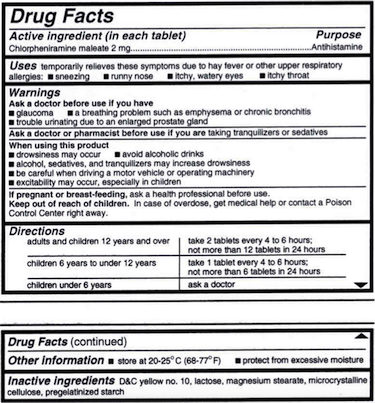 Drug Facts
Active ingredient (in each tablet) Purpose
Chlorpheniramine maleate 2 mg......Antihistamine
Uses temporarily relieves these symptoms due to hay fever or other upper respiratory
allergies: ■ sneezing ■ runny nose ■ itchy, watery eyes ■ itchy throat
Warnings
Ask a doctor before use if you have
■ glaucoma ■ a breathing problem such as emphysema or chronic bronchitis
■ trouble urinating due to an enlarged prostate gland
Ask a doctor or pharmacist before use if you are taking tranquilizers or sedatives
When using this product
■ drowsiness may occur ■ avoid alcoholic drinks
■ alcohol, sedatives, and tranquilizers may increase drowsiness
■ be careful when driving a motor vehicle or operating machinery
■ excitability may occur, especially in children
If pregnant or breast-feeding, ask a health professional before use.
Keep out of reach of children. In case of overdose, get medical help or contact a Poison
Control Center right away.
Directions
adults and children 12 years and over take 2 tablets every 4 to 6 hours;
not more than 12 tablets in 24 hours
children 6 years to under 12 years take 1 tablet every 4 to 6 hours;
not more than 6 tablets in 24 hours
children under 6 years ask a doctor
Drug Facts (continued)
Other information ■ store at 20-25°C (68-77°F) ■ protect from excessive moisture
Inactive ingredients D&C yellow no. 10, lactose, magnesium stearate, microcrystalline
cellulose, pregelatinized starch